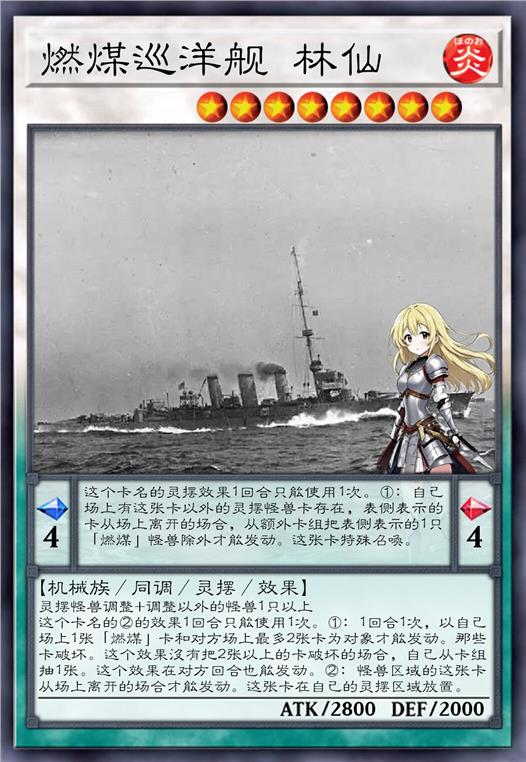 燃煤巡洋舰 林仙
ほのお
炎
这个卡名的灵摆效果1回合只能使用1次。①：自己
场上有这张卡以外的灵摆怪兽卡存在，表侧表示的
卡从场上离开的场合，从额外卡组把表侧表示的1只
「燃煤」怪兽除外才能发动。这张卡特殊召唤。
4
4
【机械族／同调／灵摆／效果】
灵摆怪兽调整+调整以外的怪兽1只以上
这个卡名的②的效果1回合只能使用1次。①：1回合1次，以自己
场上1张「燃煤」卡和对方场上最多2张卡为对象才能发动。那些
卡破坏。这个效果没有把2张以上的卡破坏的场合，自己从卡组
抽1张。这个效果在对方回合也能发动。②：怪兽区域的这张卡
从场上离开的场合才能发动。这张卡在自己的灵摆区域放置。
ATK/2800 DEF/2000